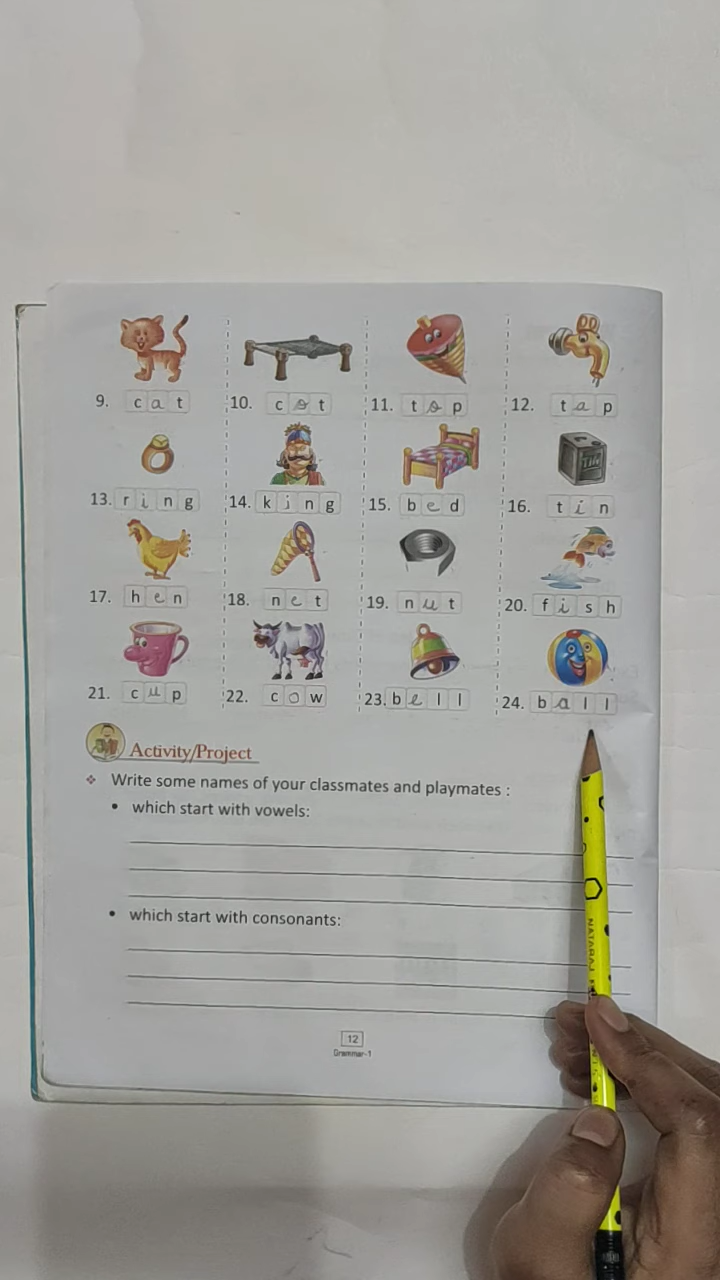 9. cat 10. cot 11. top 12. tap
13. ring 14. king 15. bed 16. tin
17. hen 18. net 19. nut 20. fish
21. cup 22. cow 23. bell 24. ball
Activity/Project
❖ Write some names of your classmates and playmates :
• which start with vowels:
• which start with consonants:
12
Grammar-1
NATARAJ